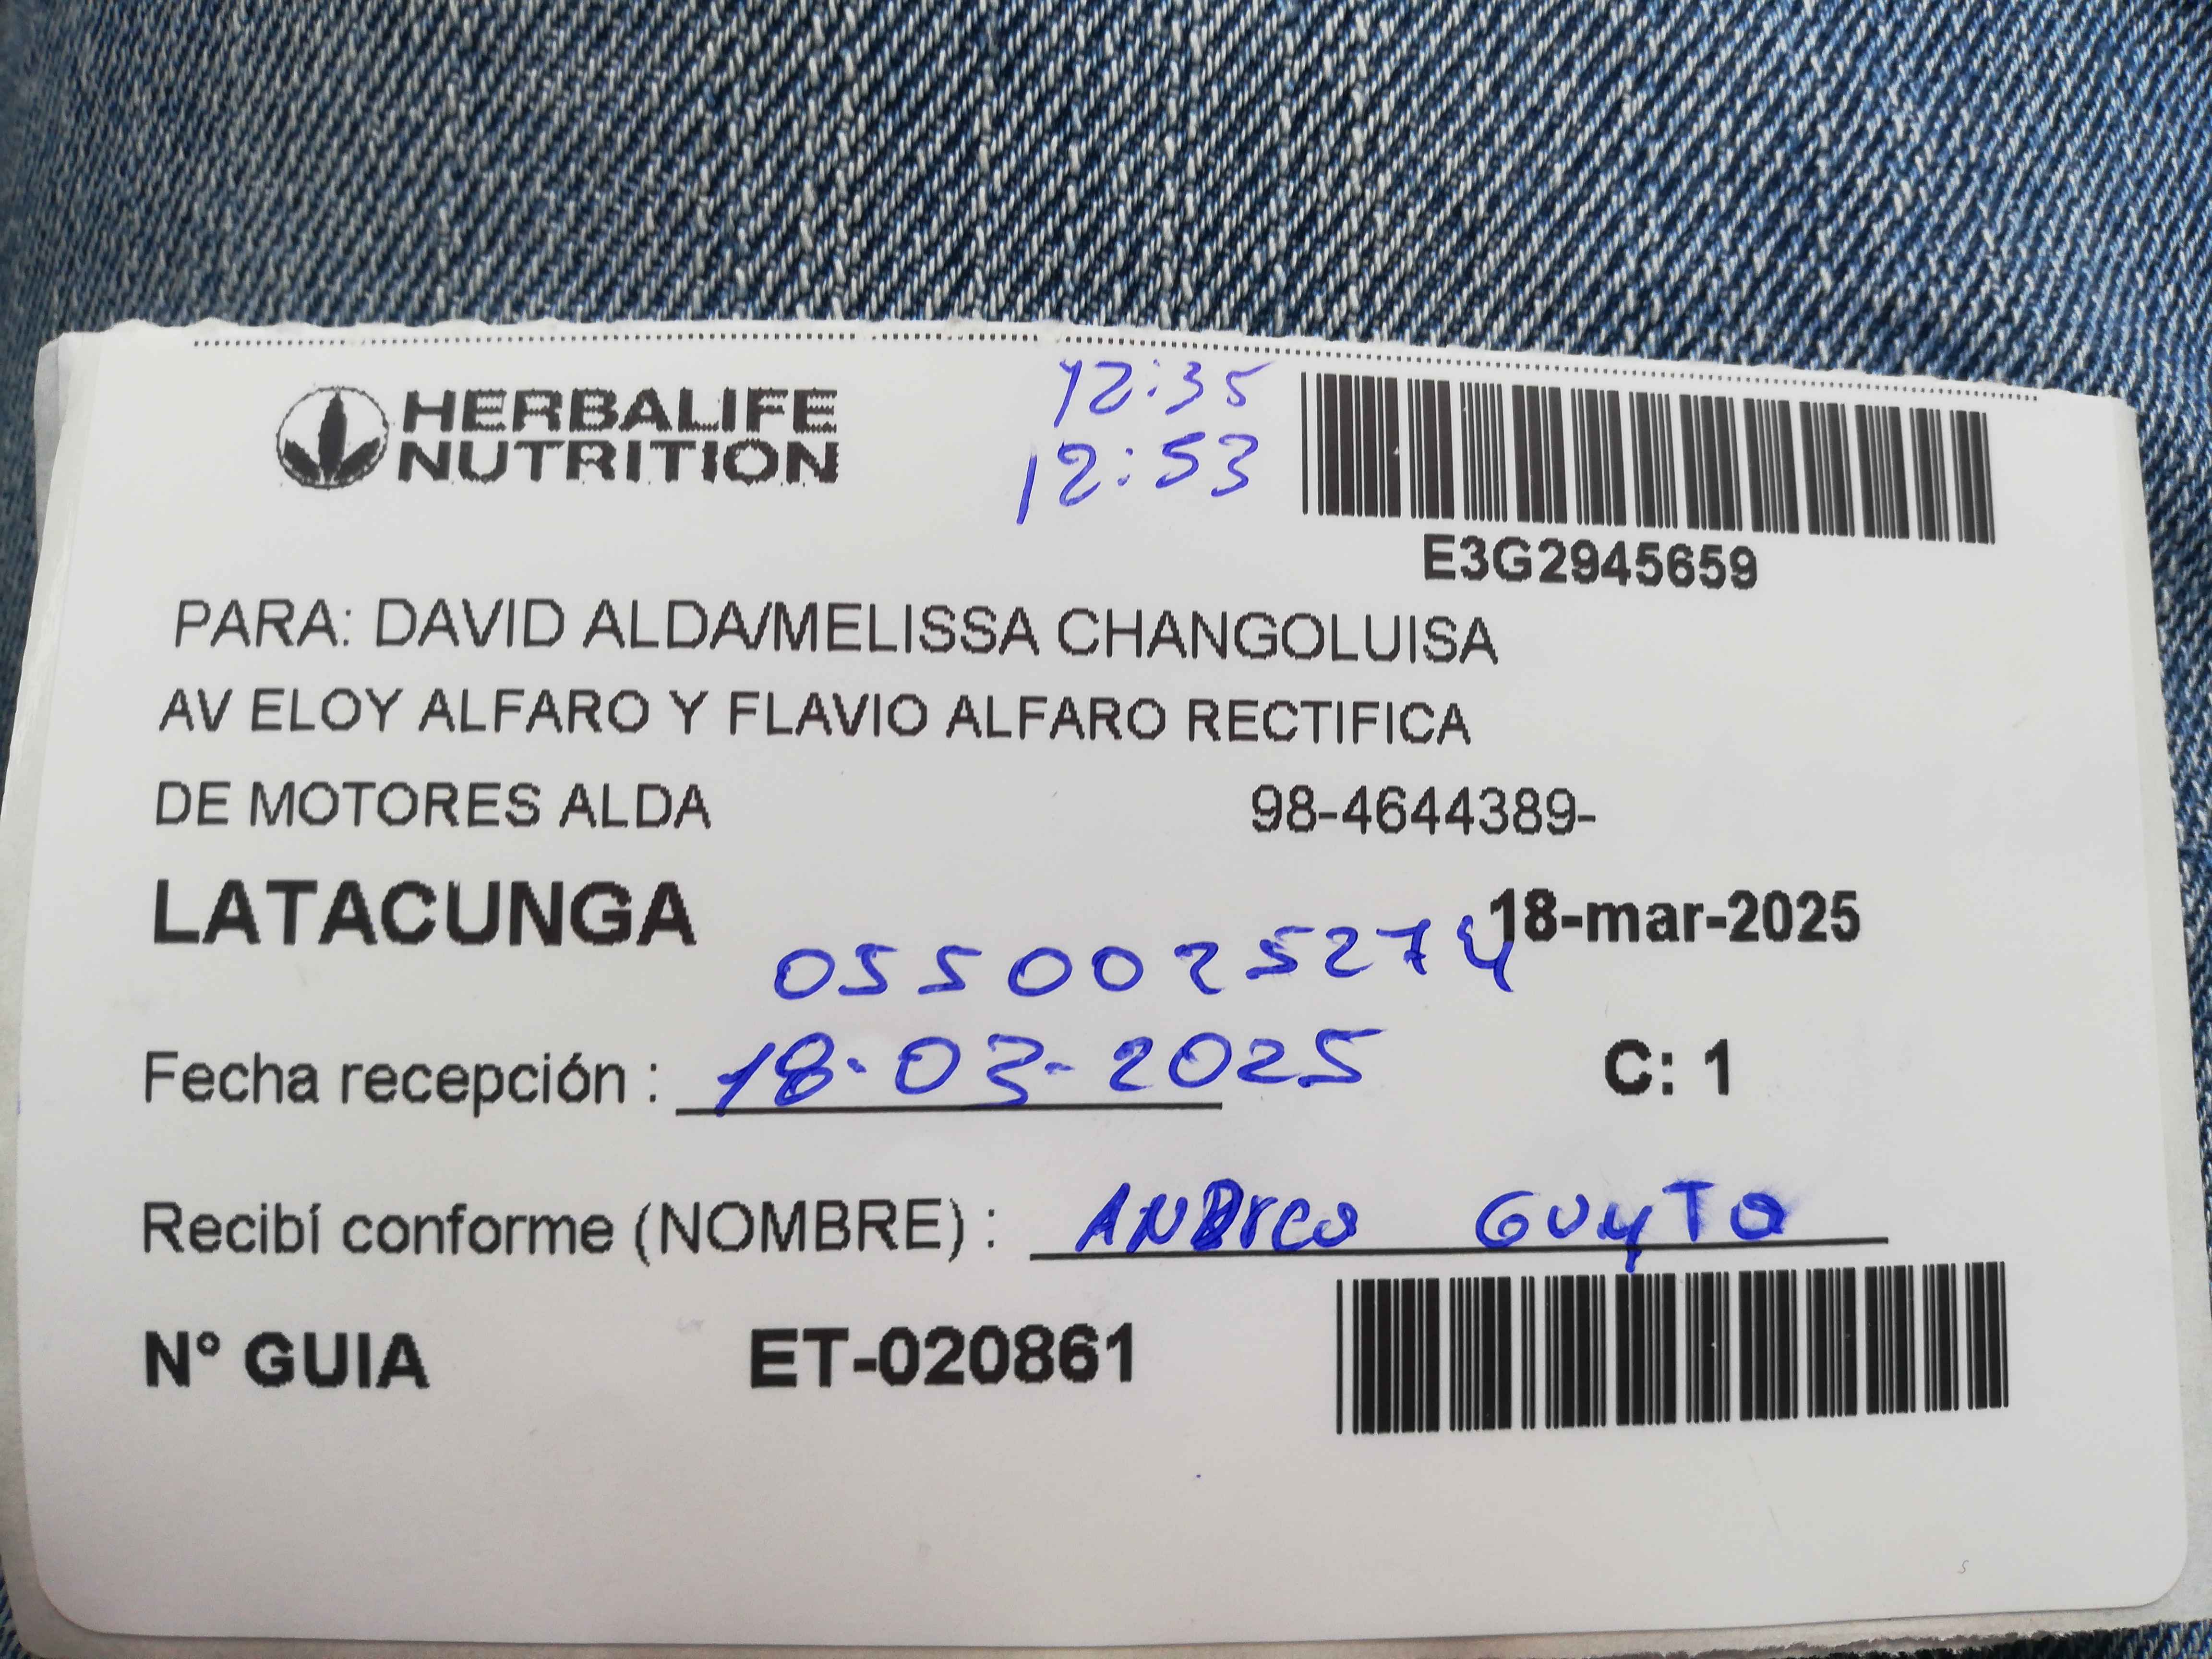 HERBALIFE
NUTRITION
12:35
12:53
E3G2945659
PARA: DAVID ALDA/MELISSA CHANGOLUISA
AV ELOY ALFARO Y FLAVIO ALFARO RECTIFICA
DE MOTORES ALDA 98-4644389-
LATACUNGA 18-mar-2025
0550025274
Fecha recepción : 18-03-2025 C: 1
Recibí conforme (NOMBRE) :
N° GUIA ET-020861